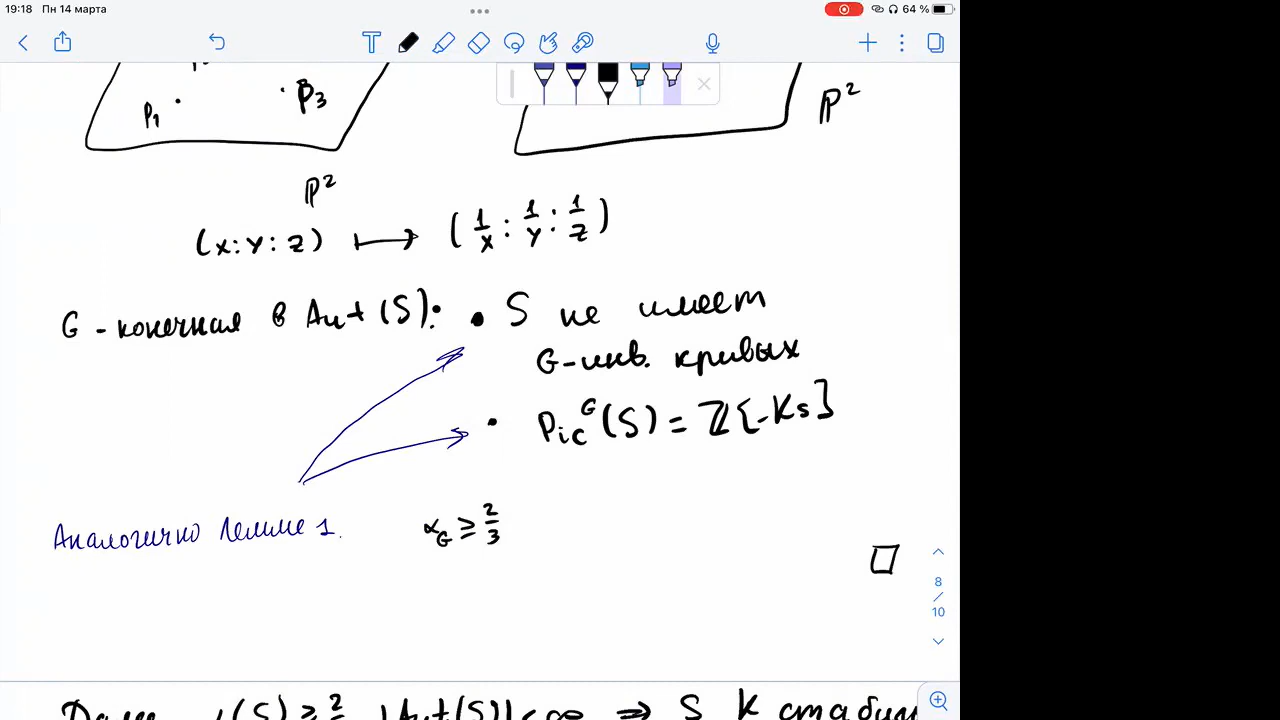 19:18 Пн 14 марта
64 %
p₁
p₃
ℙ²
ℙ²
(x:y:z) ⟼ (1/x : 1/y : 1/z)
G - конечная в Aut(S): • S не имеет
G-инв. кривых
• Pic^G(S) = ℤ[-K_S]
Аналогично Лемме 1. α_G ≥ 2/3
□
8
/
10